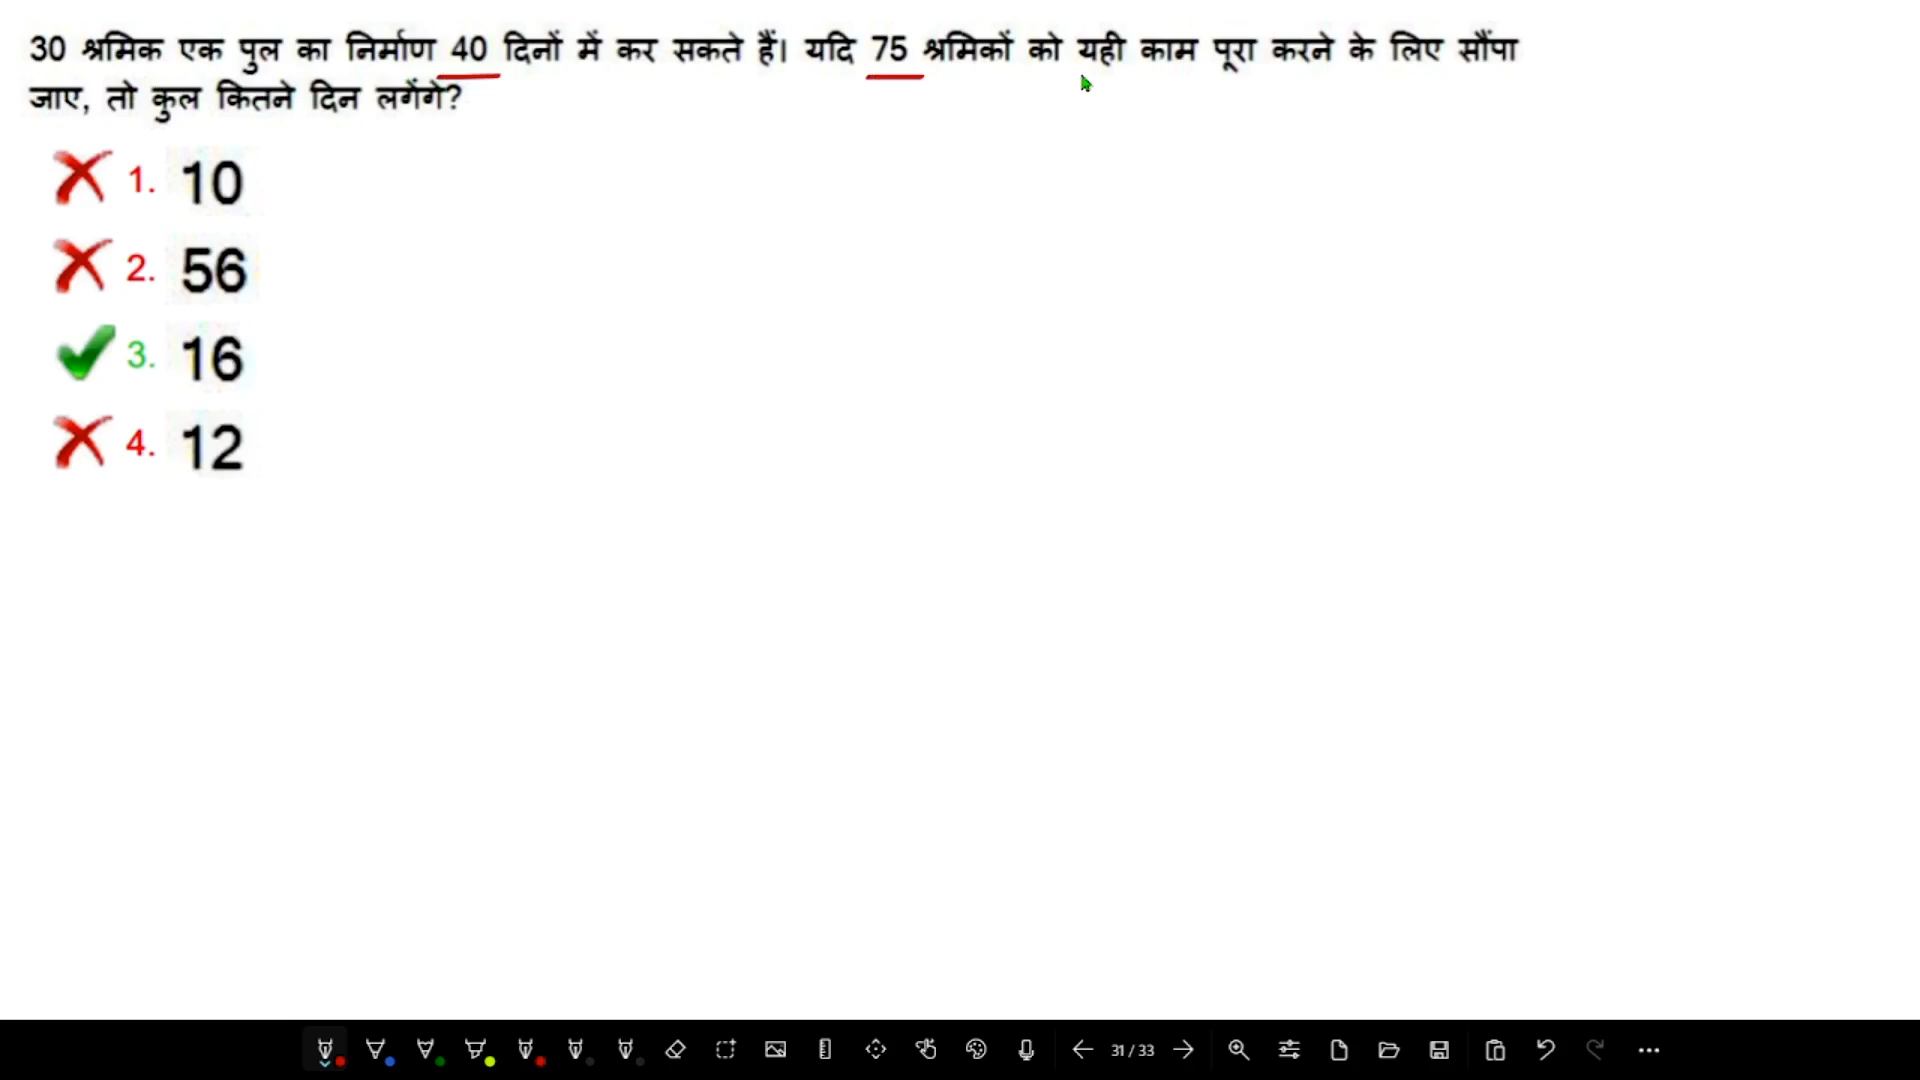 30 श्रमिक एक पुल का निर्माण 40 दिनों में कर सकते हैं। यदि 75 श्रमिकों को यही काम पूरा करने के लिए सौंपा
जाए, तो कुल कितने दिन लगेंगे?
1. 10
2. 56
3. 16
4. 12
31 / 33